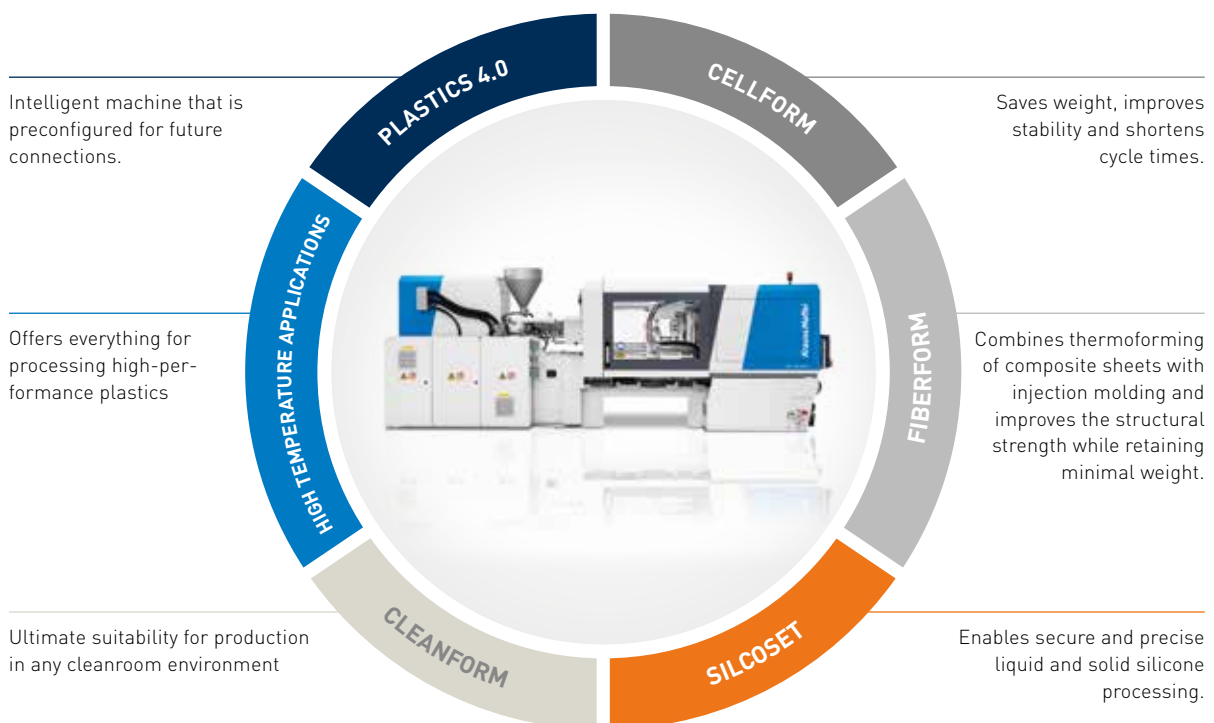 PLASTICS 4.0
Intelligent machine that is
preconfigured for future
connections.
CELLFORM
Saves weight, improves
stability and shortens
cycle times.
HIGH TEMPERATURE APPLICATIONS
Offers everything for
processing high-per-
formance plastics
FIBERFORM
Combines thermoforming
of composite sheets with
injection molding and
improves the structural
strength while retaining
minimal weight.
CLEANFORM
Ultimate suitability for production
in any cleanroom environment
SILCOSET
Enables secure and precise
liquid and solid silicone
processing.
Krauss Maffei